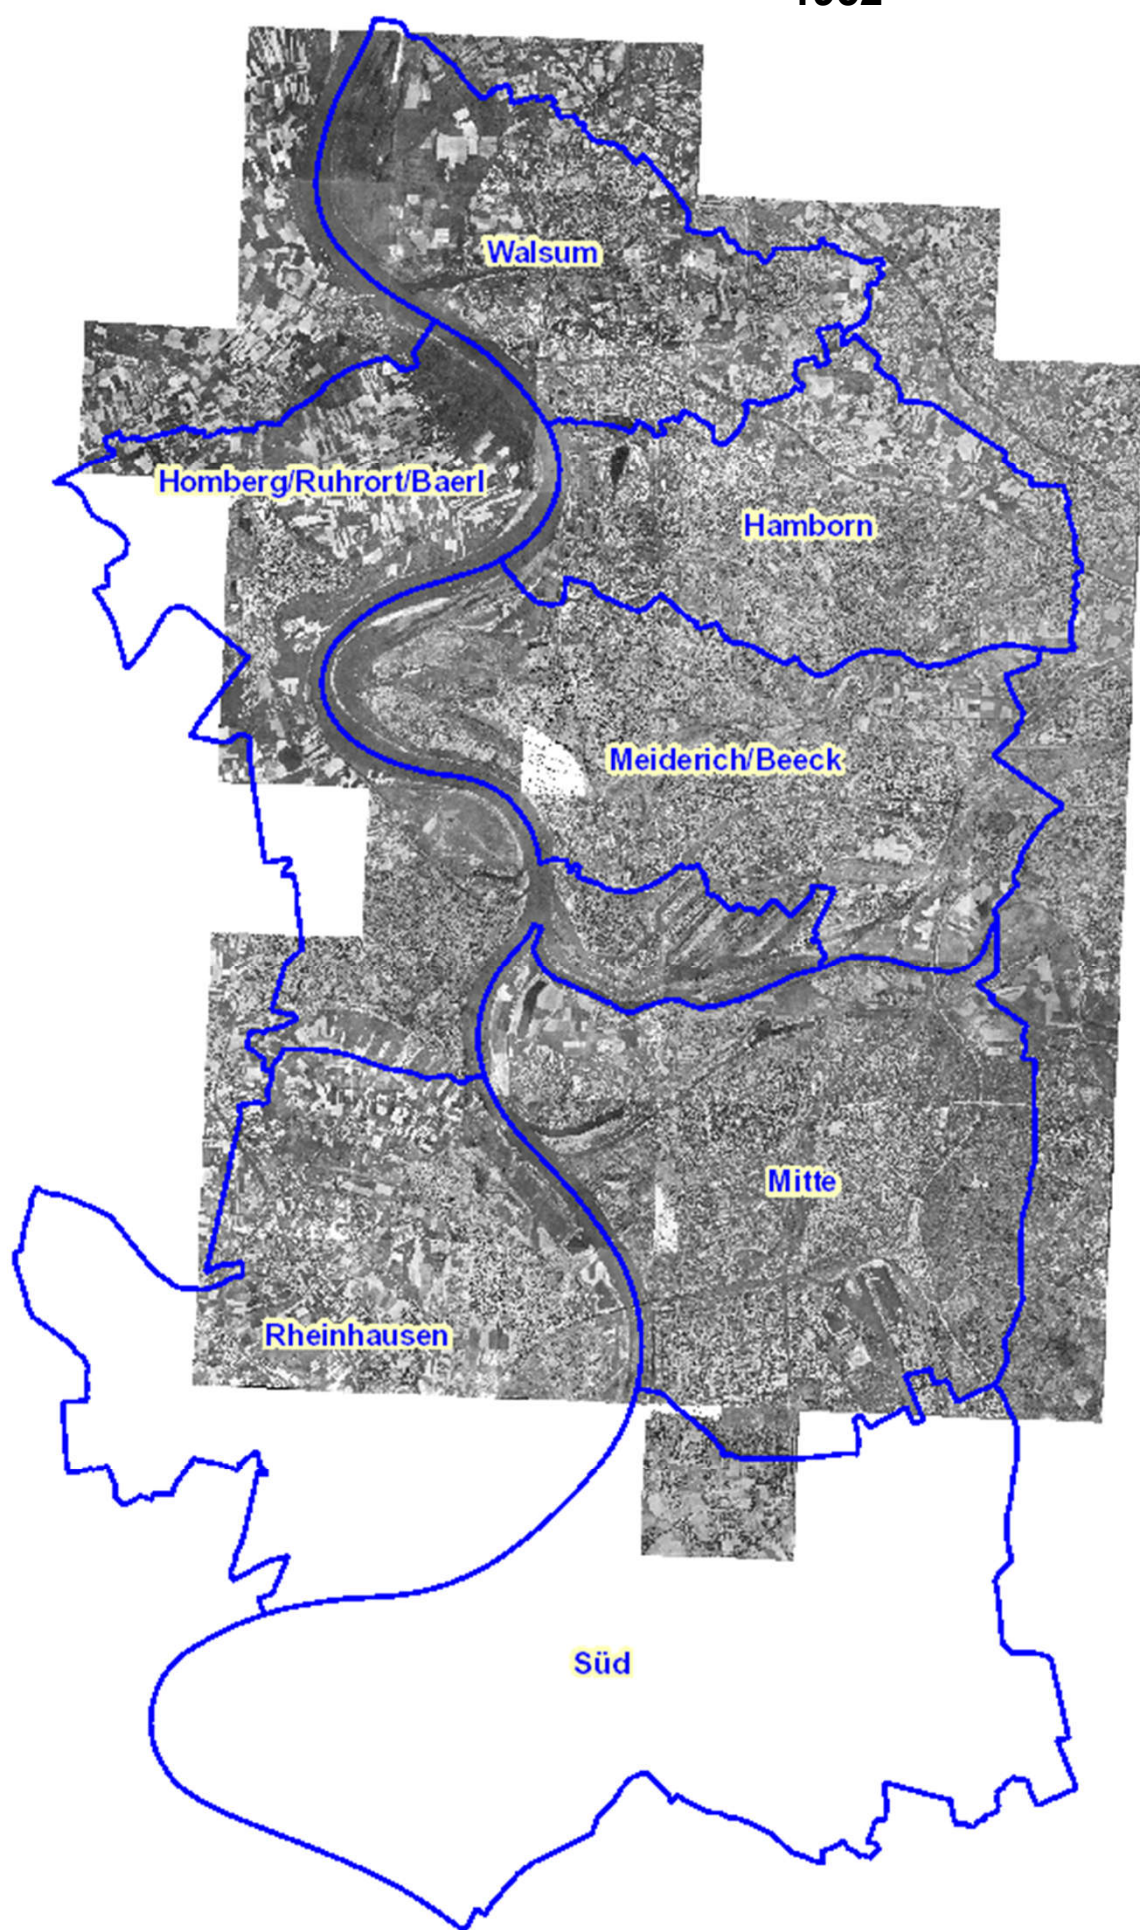 Walsum
Homberg/Ruhrort/Baerl
Hamborn
Meiderich/Beeck
Mitte
Rheinhausen
Süd